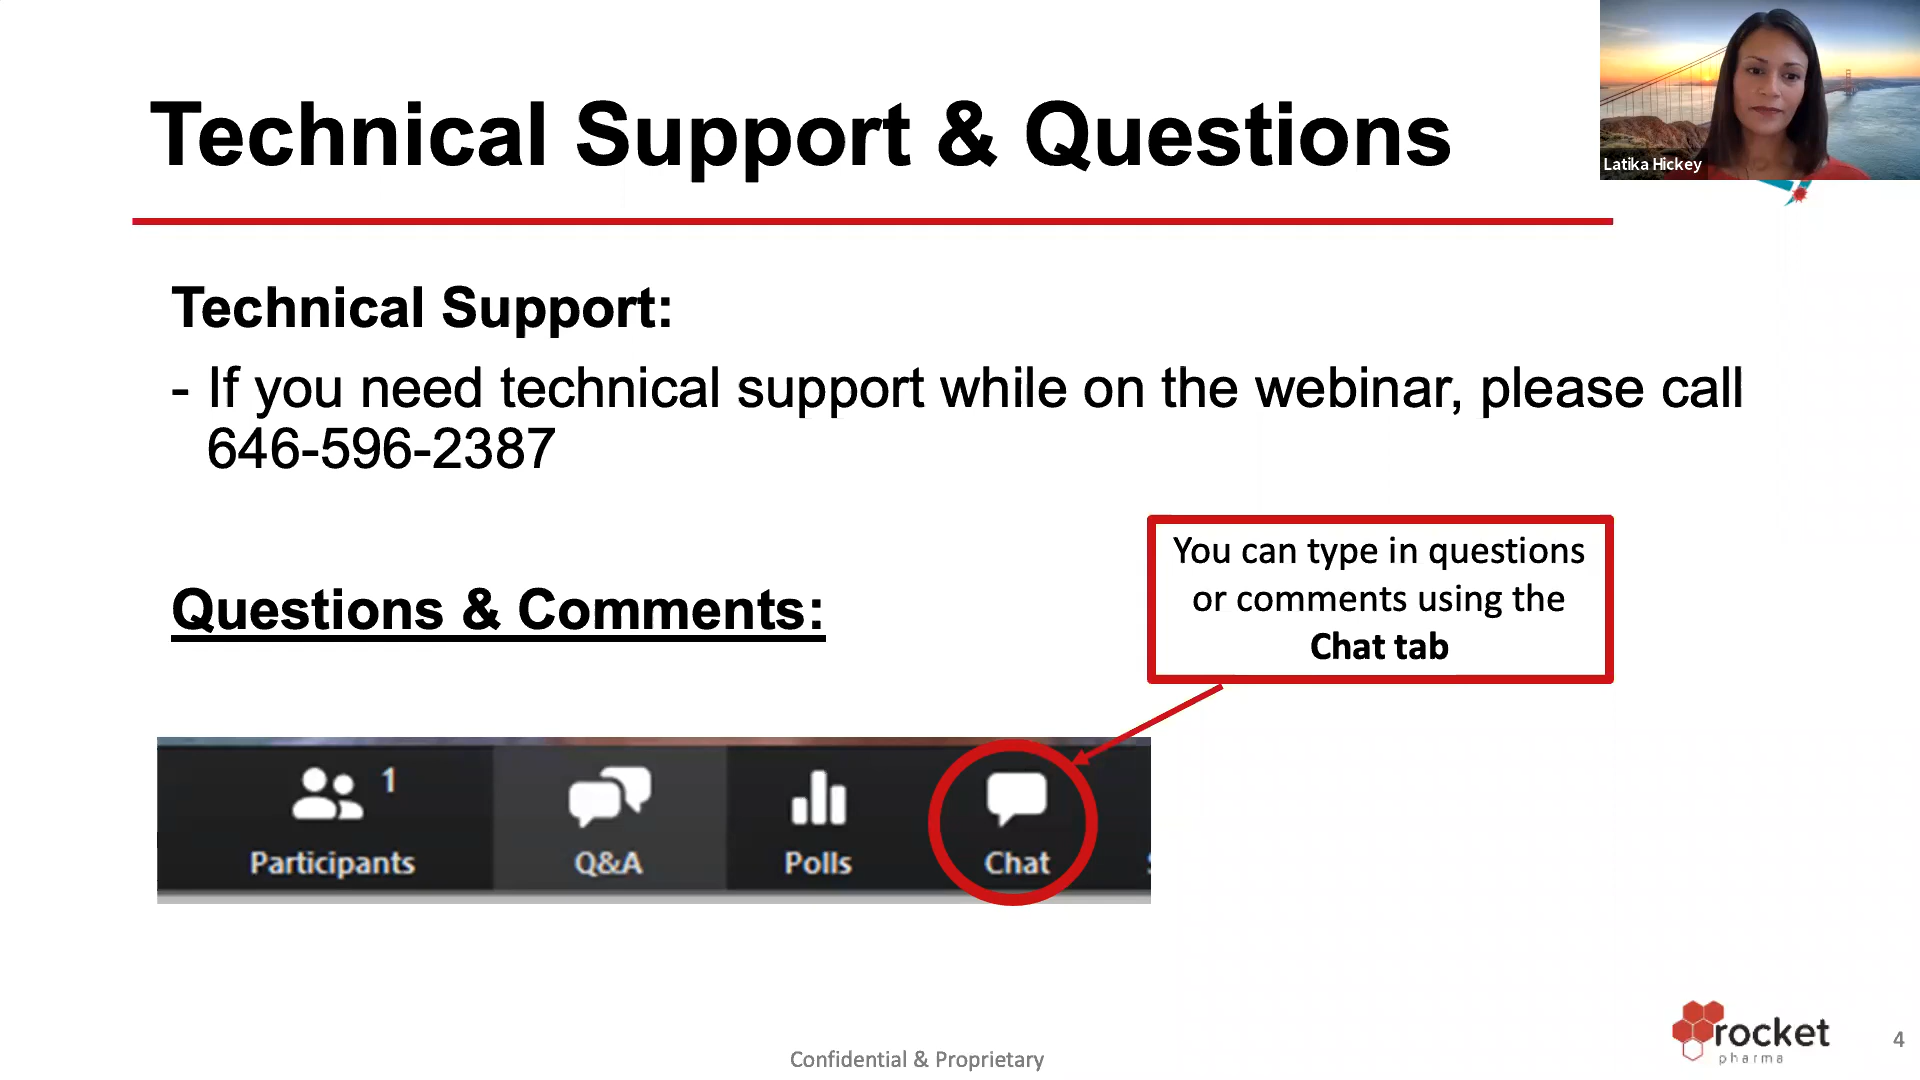 Technical Support & Questions
Latika Hickey
Technical Support:
- If you need technical support while on the webinar, please call
646-596-2387
You can type in questions
or comments using the
Chat tab
Questions & Comments:
1
Participants
Q&A
Polls
Chat
rocket
pharma
Confidential & Proprietary
4